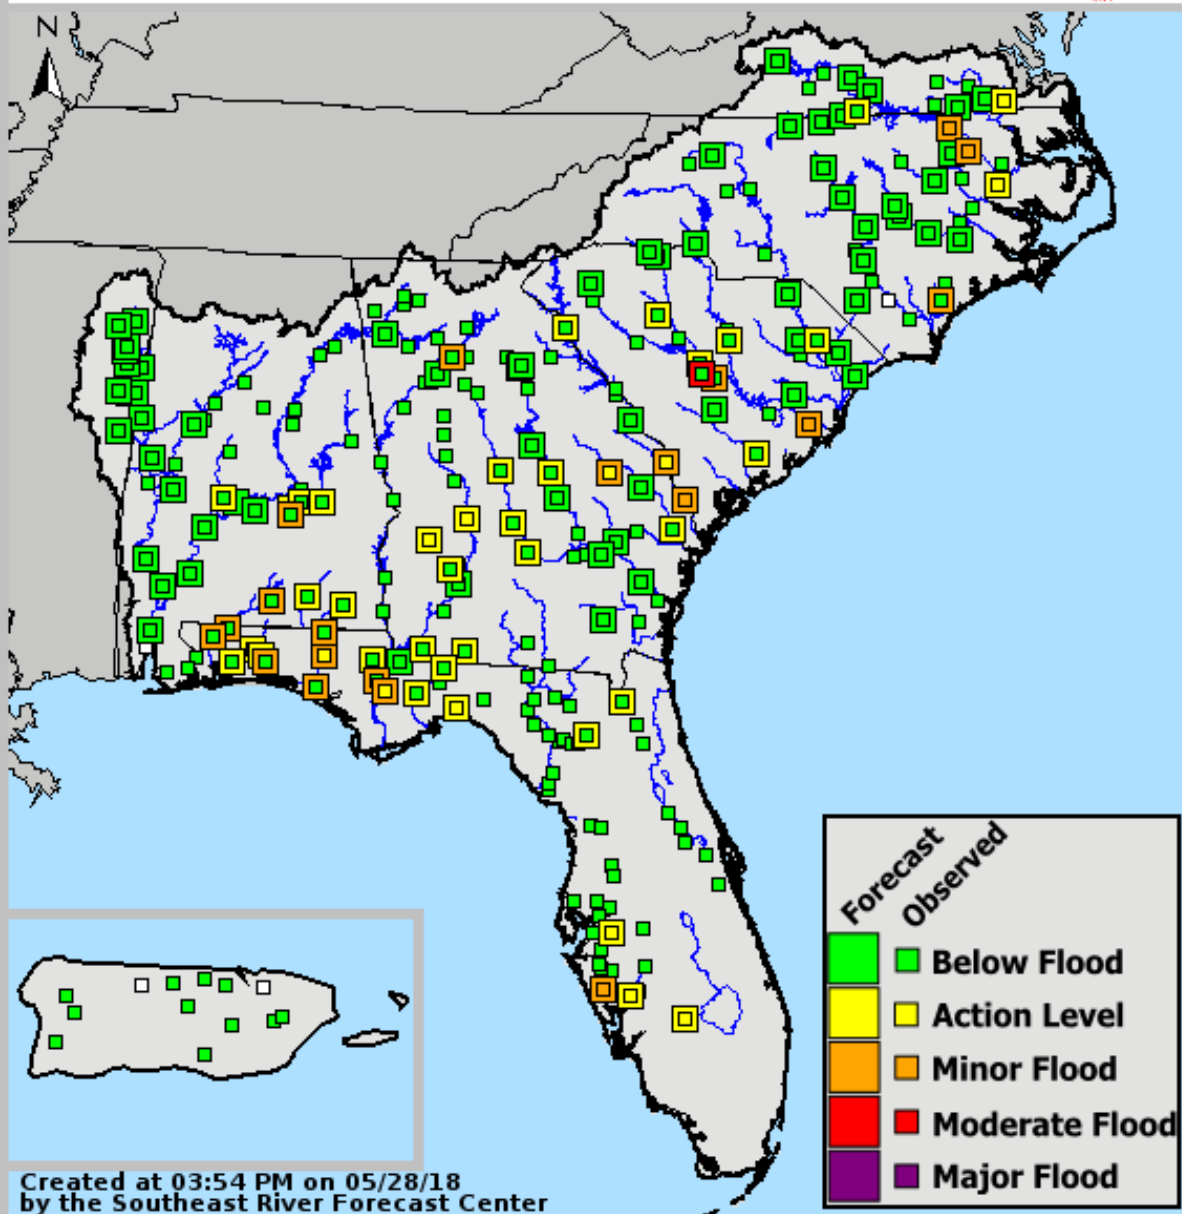 N
Forecast
Observed
Below Flood
Action Level
Minor Flood
Moderate Flood
Major Flood
Created at 03:54 PM on 05/28/18
by the Southeast River Forecast Center